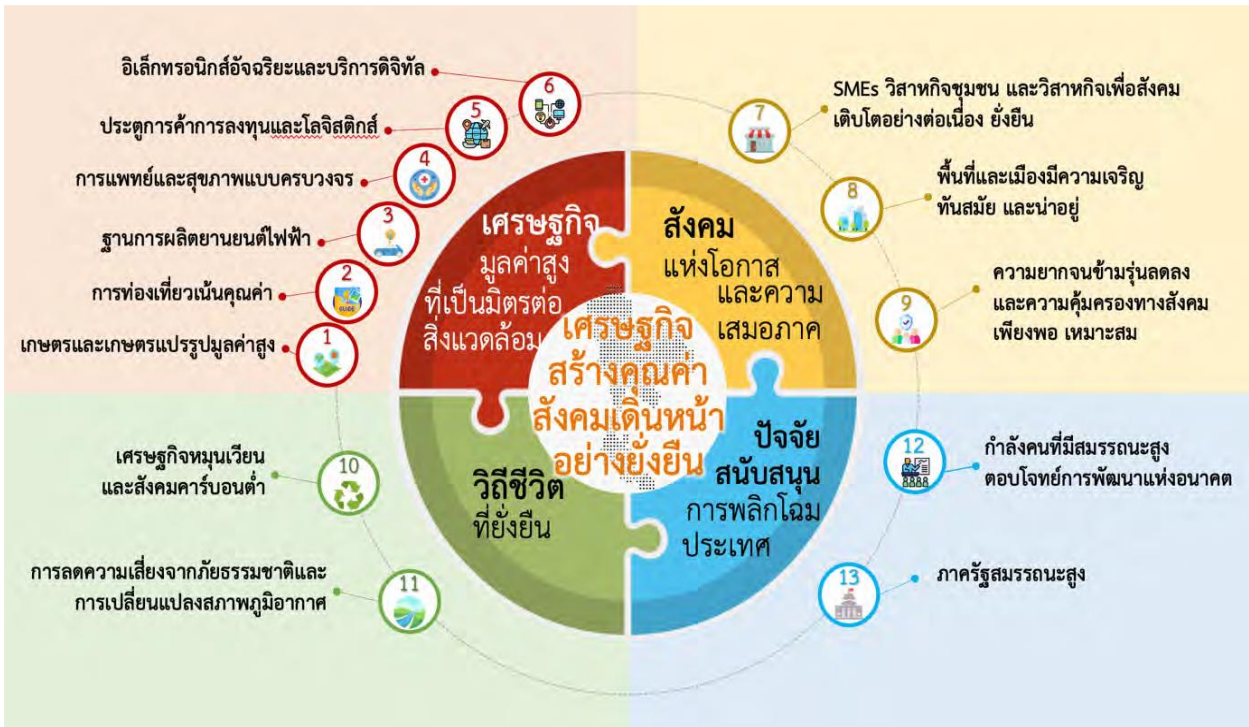 6
อิเล็กทรอนิกส์อัจฉริยะและบริการดิจิทัล
5
ประตูการค้าการลงทุนและโลจิสติกส์
4
การแพทย์และสุขภาพแบบครบวงจร
3
ฐานการผลิตยานยนต์ไฟฟ้า
2
GUIDE
การท่องเที่ยวเน้นคุณค่า
1
เกษตรและเกษตรแปรรูปมูลค่าสูง
7
SMEs วิสาหกิจชุมชน และวิสาหกิจเพื่อสังคม
เติบโตอย่างต่อเนื่อง ยั่งยืน
8
พื้นที่และเมืองมีความเจริญ
ทันสมัย และน่าอยู่
9
ความยากจนข้ามรุ่นลดลง
และความคุ้มครองทางสังคม
เพียงพอ เหมาะสม
เศรษฐกิจ
มูลค่าสูง
ที่เป็นมิตรต่อ
สิ่งแวดล้อม
สังคม
แห่งโอกาส
และความ
เสมอภาค
เศรษฐกิจ
สร้างคุณค่า
สังคมเดินหน้า
อย่างยั่งยืน
วิถีชีวิต
ที่ยั่งยืน
ปัจจัย
สนับสนุน
การพลิกโฉม
ประเทศ
10
เศรษฐกิจหมุนเวียน
และสังคมคาร์บอนต่ำ
11
การลดความเสี่ยงจากภัยธรรมชาติและ
การเปลี่ยนแปลงสภาพภูมิอากาศ
12
กำลังคนที่มีสมรรถนะสูง
ตอบโจทย์การพัฒนาแห่งอนาคต
13
ภาครัฐสมรรถนะสูง